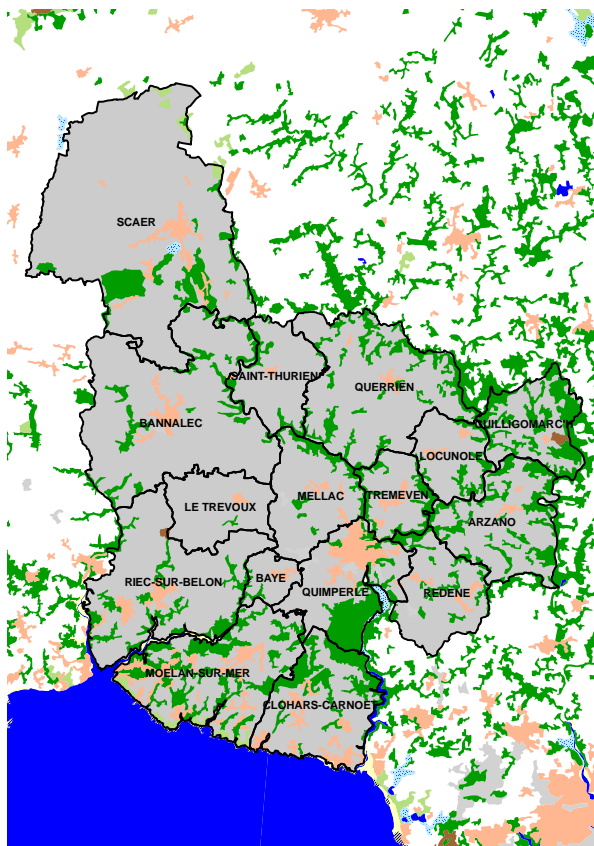 SCAER
SAINT-THURIEN
QUERRIEN
BANNALEC
GUILLIGOMARC'H
LOCUNOLE
LE TREVOUX
MELLAC
TREMEVEN
ARZANO
RIEC-SUR-BELON
BAYE
QUIMPERLE
REDENE
MOELAN-SUR-MER
CLOHARS-CARNOET